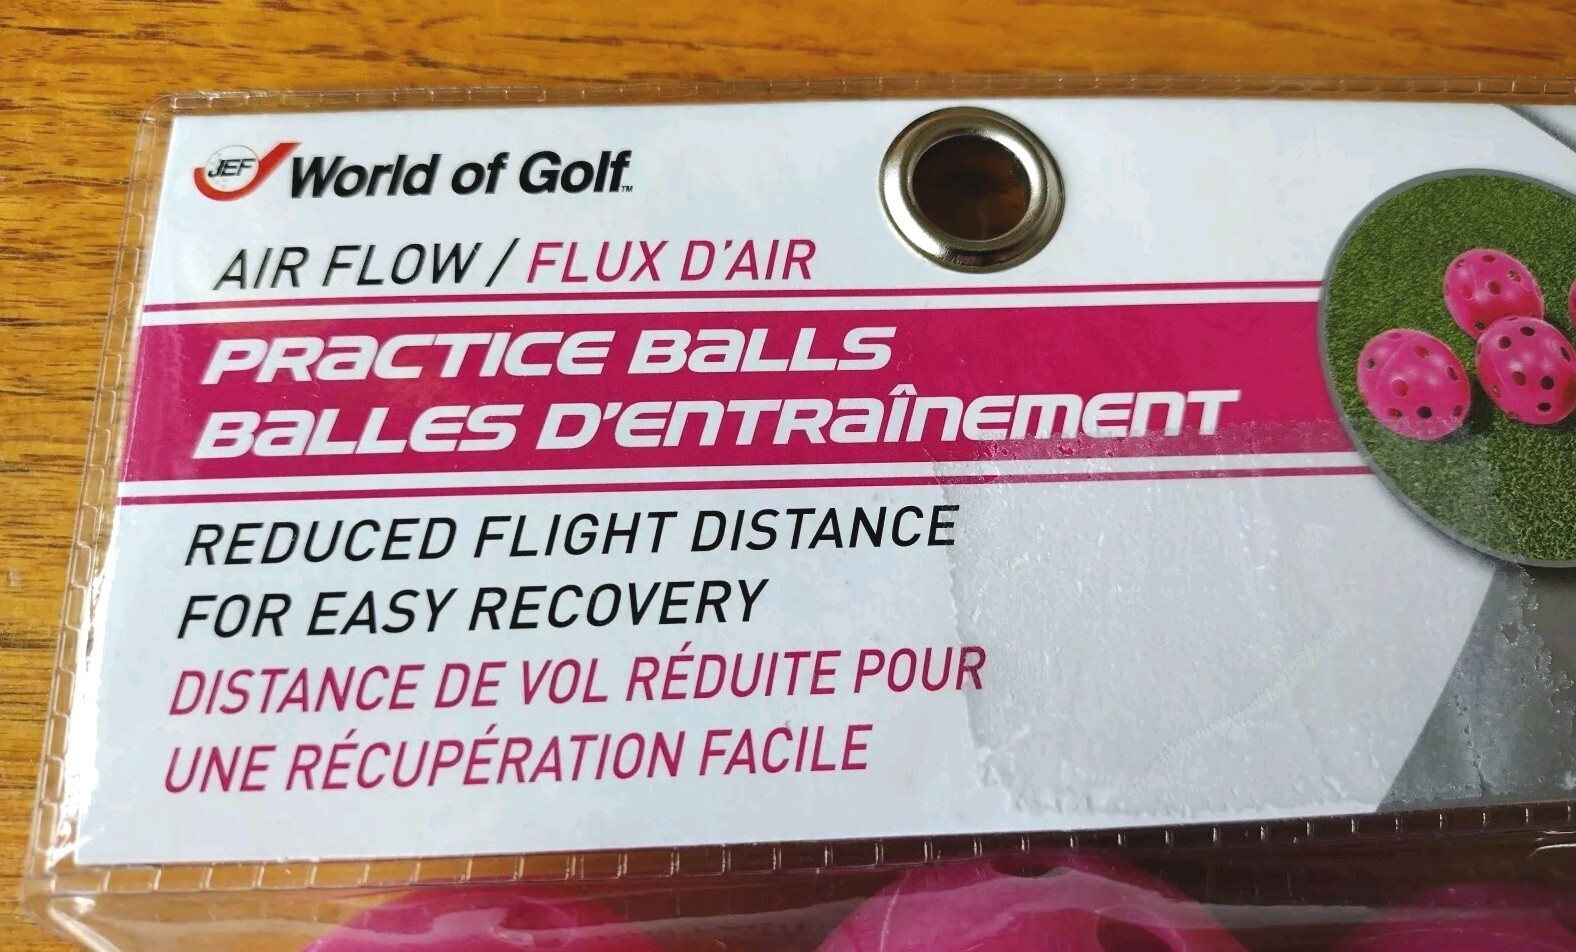 JEF World of Golf™
AIR FLOW / FLUX D'AIR
PRACTICE BALLS
BALLES D'ENTRAÎNEMENT
REDUCED FLIGHT DISTANCE
FOR EASY RECOVERY
DISTANCE DE VOL RÉDUITE POUR
UNE RÉCUPÉRATION FACILE